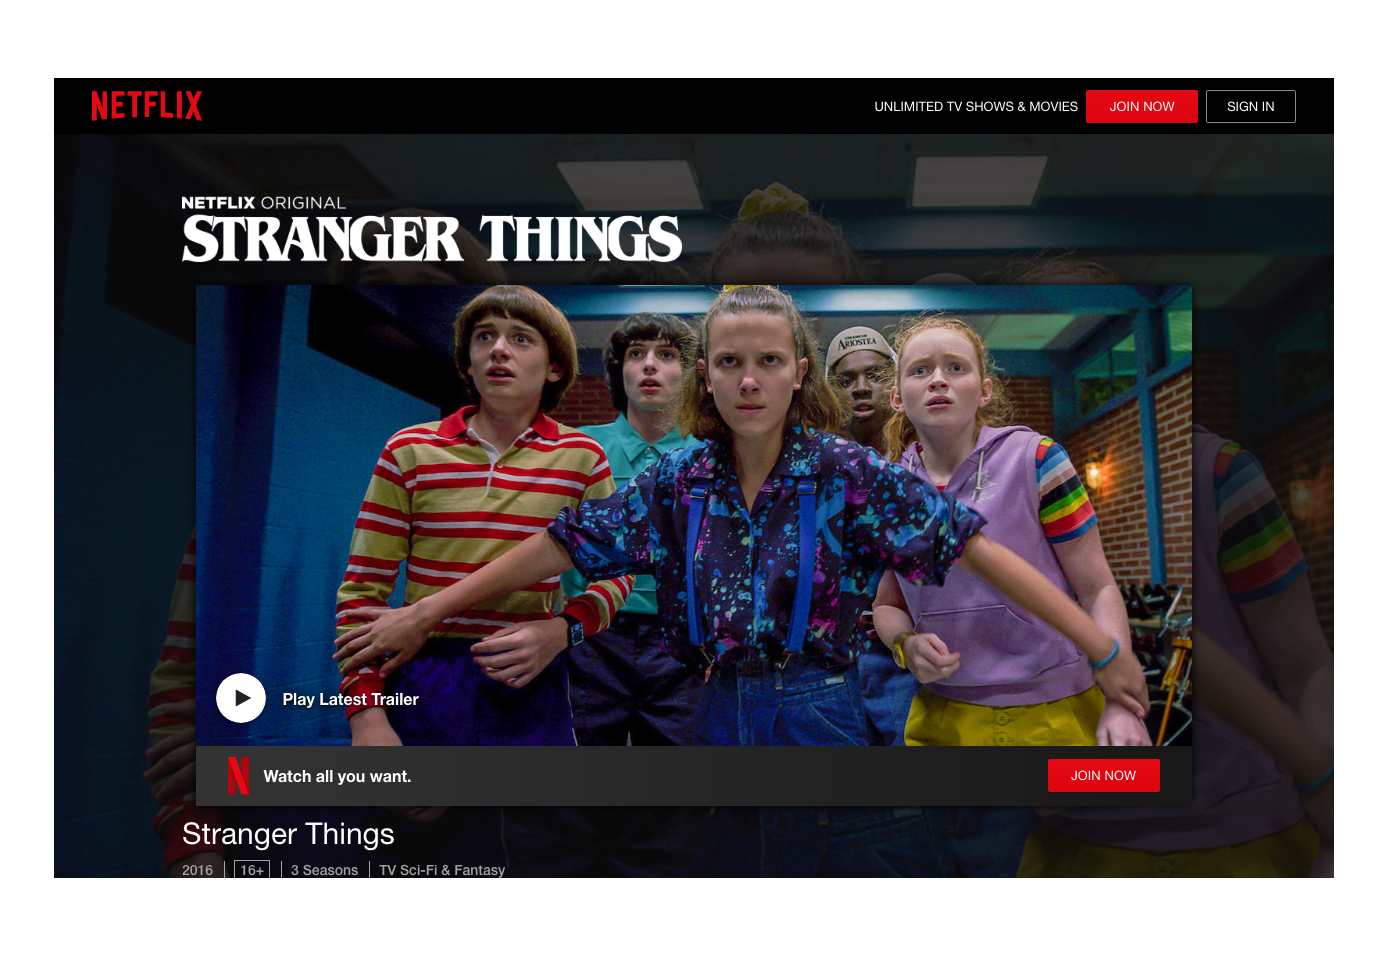 NETFLIX
UNLIMITED TV SHOWS & MOVIES
JOIN NOW
SIGN IN
NETFLIX ORIGINAL
STRANGER THINGS
ARIOSTEA
Play Latest Trailer
Watch all you want.
JOIN NOW
Stranger Things
2016
16+
3 Seasons
TV Sci-Fi & Fantasy